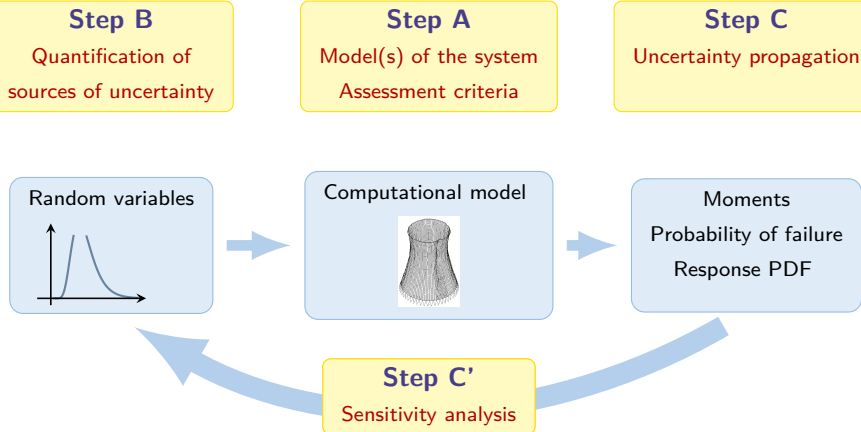 Step B
Quantification of
sources of uncertainty
Step A
Model(s) of the system
Assessment criteria
Step C
Uncertainty propagation
Random variables
Computational model
Moments
Probability of failure
Response PDF
Step C'
Sensitivity analysis